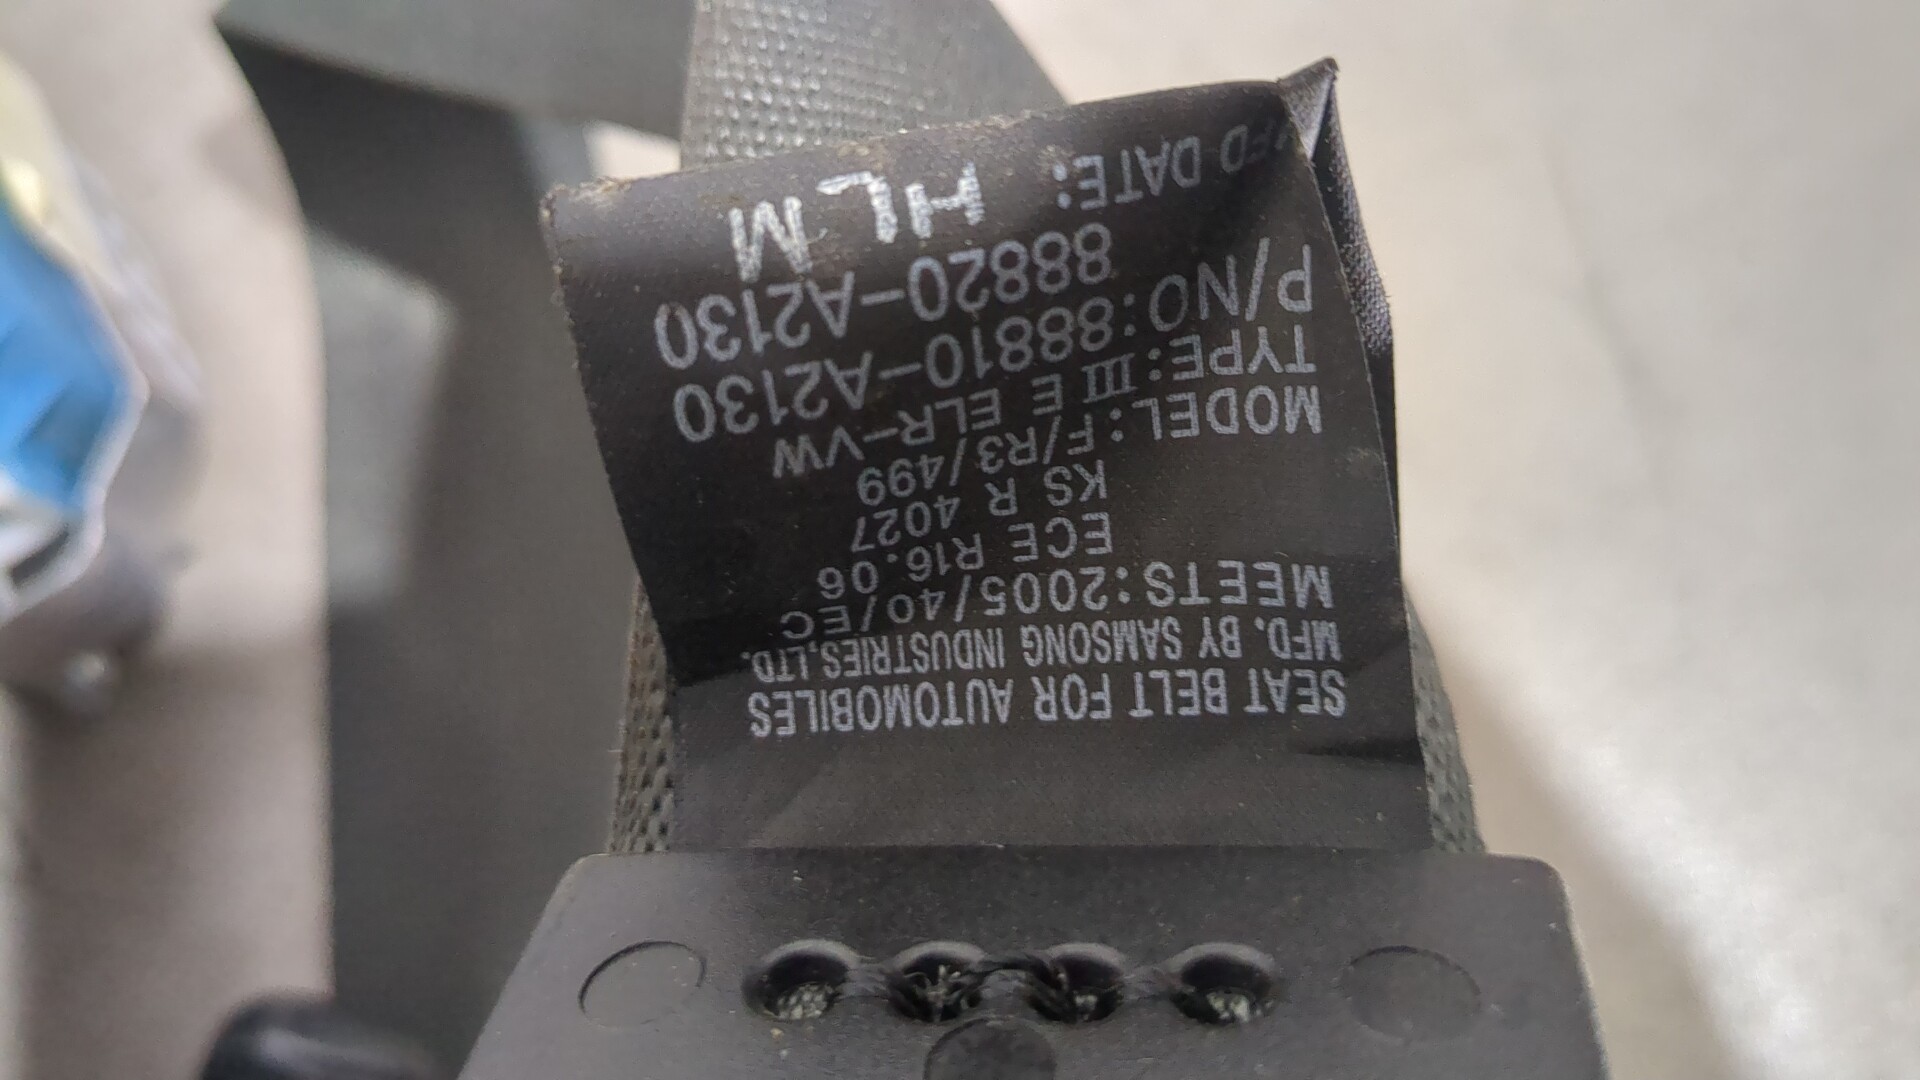 SEAT BELT FOR AUTOMOBILES
MFD. BY SAMSONG INDUSTRIES,LTD.
MEETS:2005/40/EC
ECE R16.06
KS R 4027
MODEL:F/R3/499
TYPE:III E ELR-VW
P/NO:88810-A2130
88820-A2130
MFD DATE: HLM